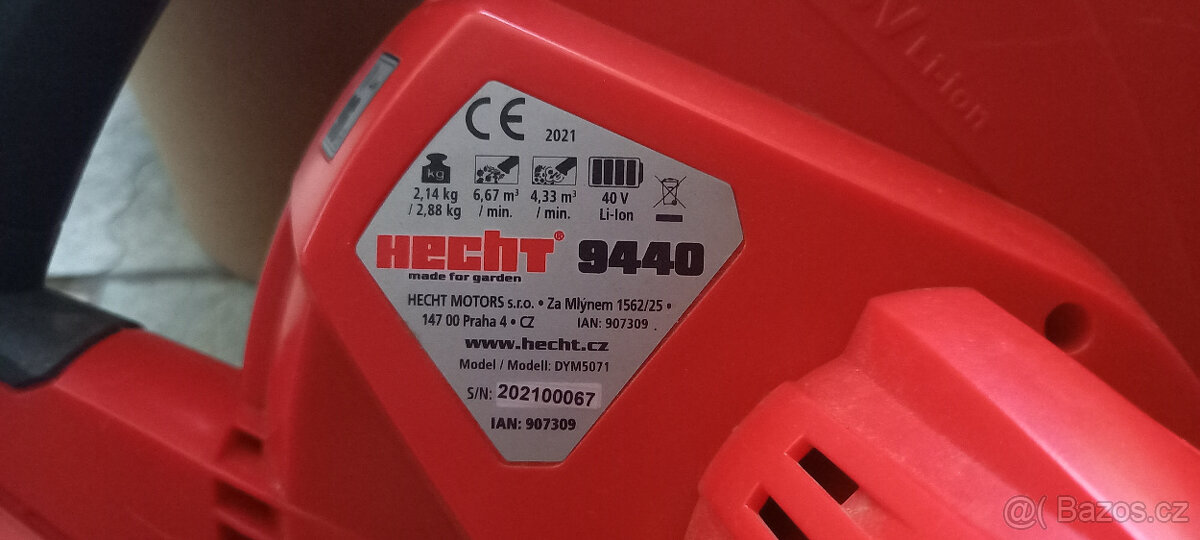 V Li-Ion
CE 2021
kg
2,14 kg / 2,88 kg
6,67 m³ / min.
4,33 m³ / min.
40 V Li-Ion
HECHT® 9440
made for garden
HECHT MOTORS s.r.o. • Za Mlýnem 1562/25 •
147 00 Praha 4 • CZ IAN: 907309
www.hecht.cz
Model / Modell: DYM5071
S/N: 202100067
IAN: 907309
@( Bazos.cz